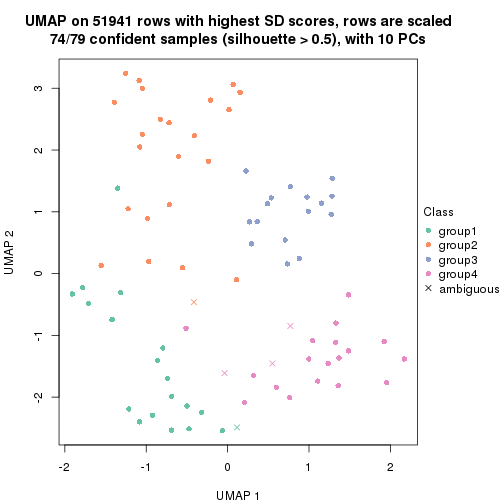 UMAP on 51941 rows with highest SD scores, rows are scaled
74/79 confident samples (silhouette > 0.5), with 10 PCs
3
2
1
0
-1
-2
UMAP 2
-2
-1
0
1
2
UMAP 1
Class
group1
group2
group3
group4
ambiguous